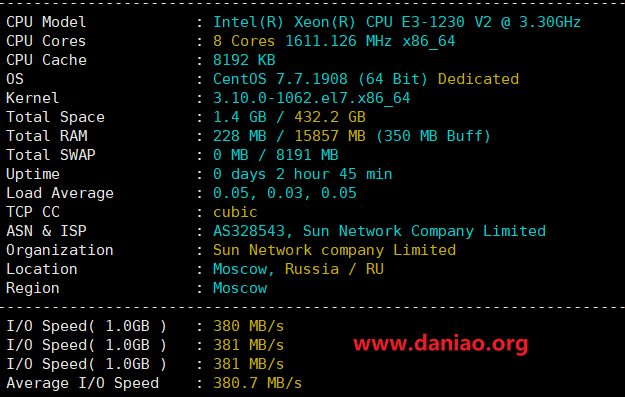 CPU Model : Intel(R) Xeon(R) CPU E3-1230 V2 @ 3.30GHz
CPU Cores : 8 Cores 1611.126 MHz x86_64
CPU Cache : 8192 KB
OS : CentOS 7.7.1908 (64 Bit) Dedicated
Kernel : 3.10.0-1062.el7.x86_64
Total Space : 1.4 GB / 432.2 GB
Total RAM : 228 MB / 15857 MB (350 MB Buff)
Total SWAP : 0 MB / 8191 MB
Uptime : 0 days 2 hour 45 min
Load Average : 0.05, 0.03, 0.05
TCP CC : cubic
ASN & ISP : AS328543, Sun Network Company Limited
Organization : Sun Network company Limited
Location : Moscow, Russia / RU
Region : Moscow
I/O Speed( 1.0GB ) : 380 MB/s
I/O Speed( 1.0GB ) : 381 MB/s
I/O Speed( 1.0GB ) : 381 MB/s
Average I/O Speed : 380.7 MB/s
www.daniao.org